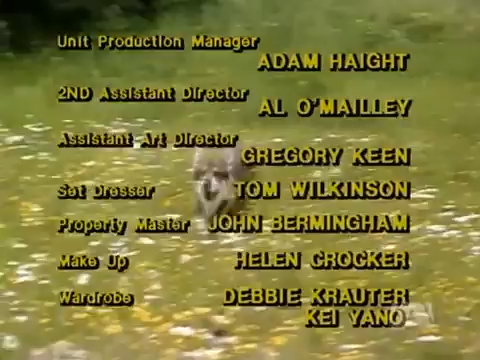 Unit Production Manager
ADAM HAIGHT
2ND Assistant Director
AL O'MAILLEY
Assistant Art Director
GREGORY KEEN
Set Dresser TOM WILKINSON
Property Master JOHN BERMINGHAM
Make Up HELEN CROCKER
Wardrobe DEBBIE KRAUTER
KEI YANO